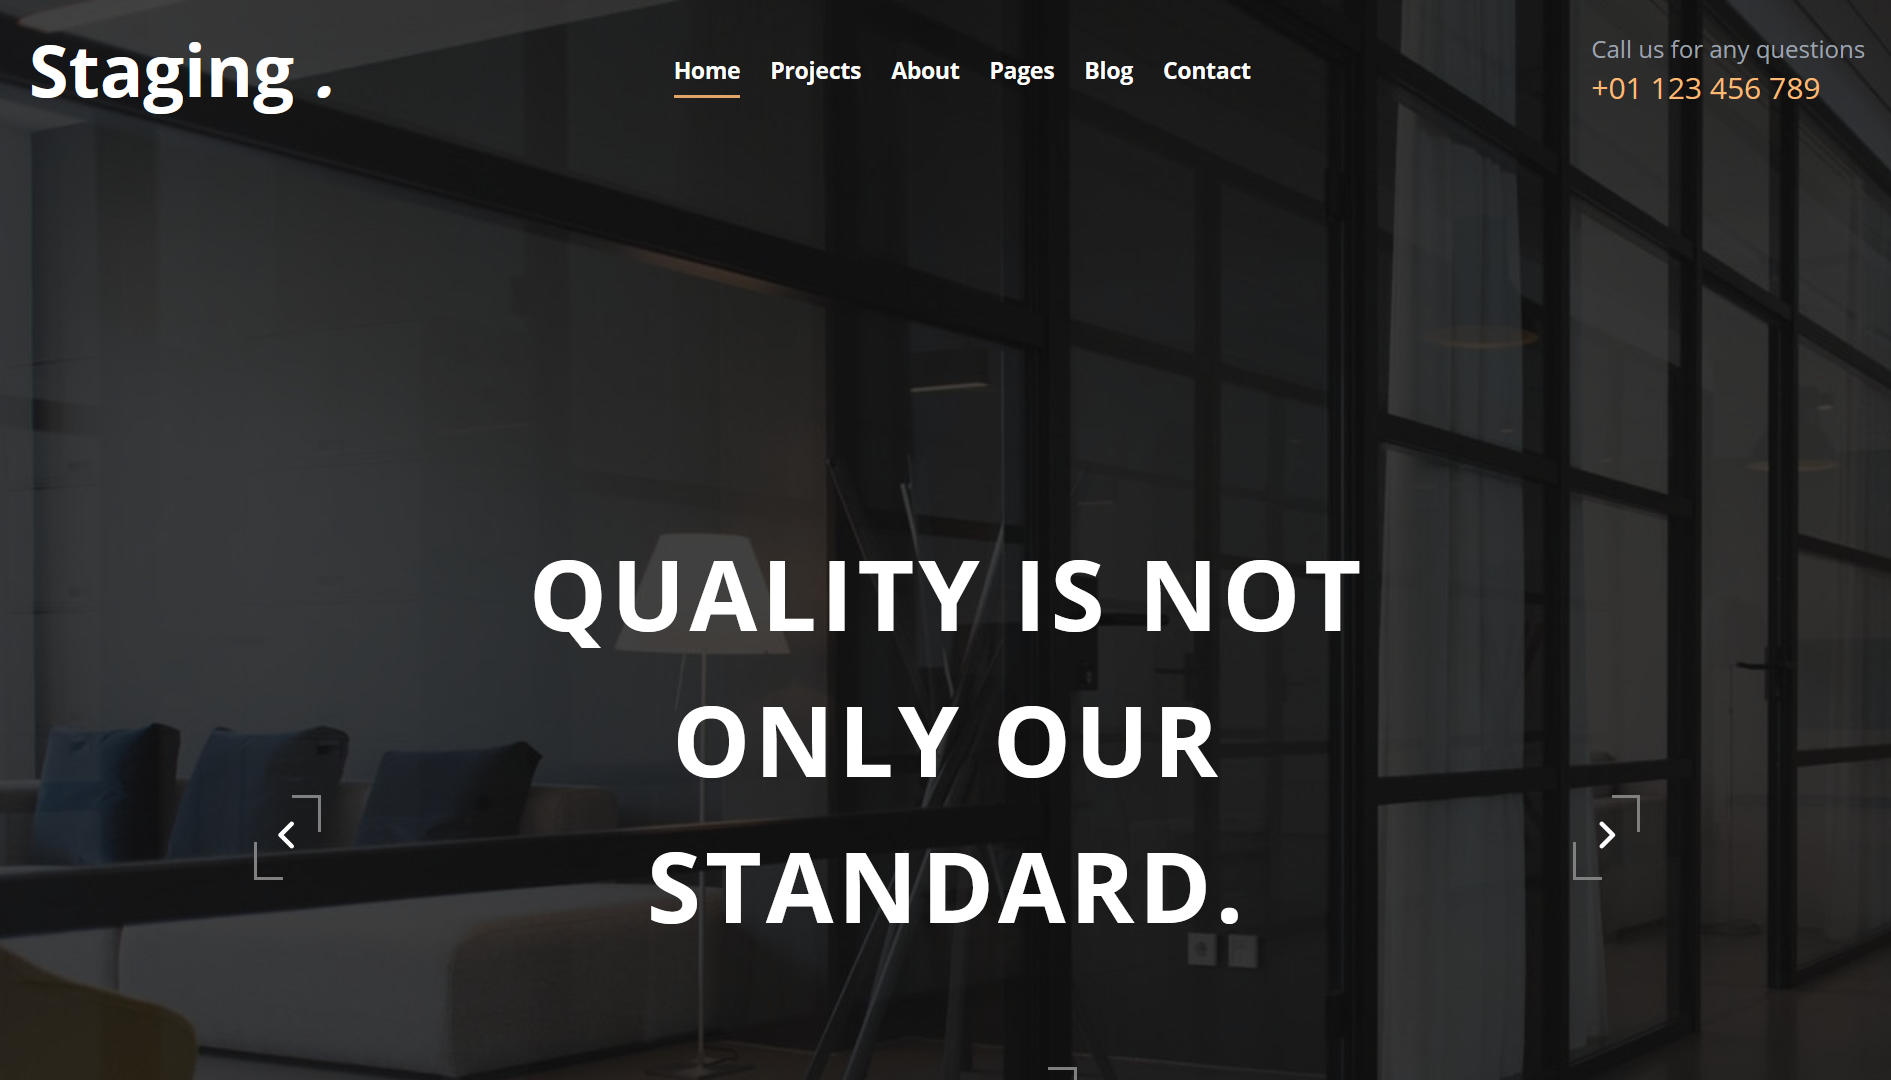 Staging .
Home Projects About Pages Blog Contact
Call us for any questions
+01 123 456 789
QUALITY IS NOT
ONLY OUR
STANDARD.